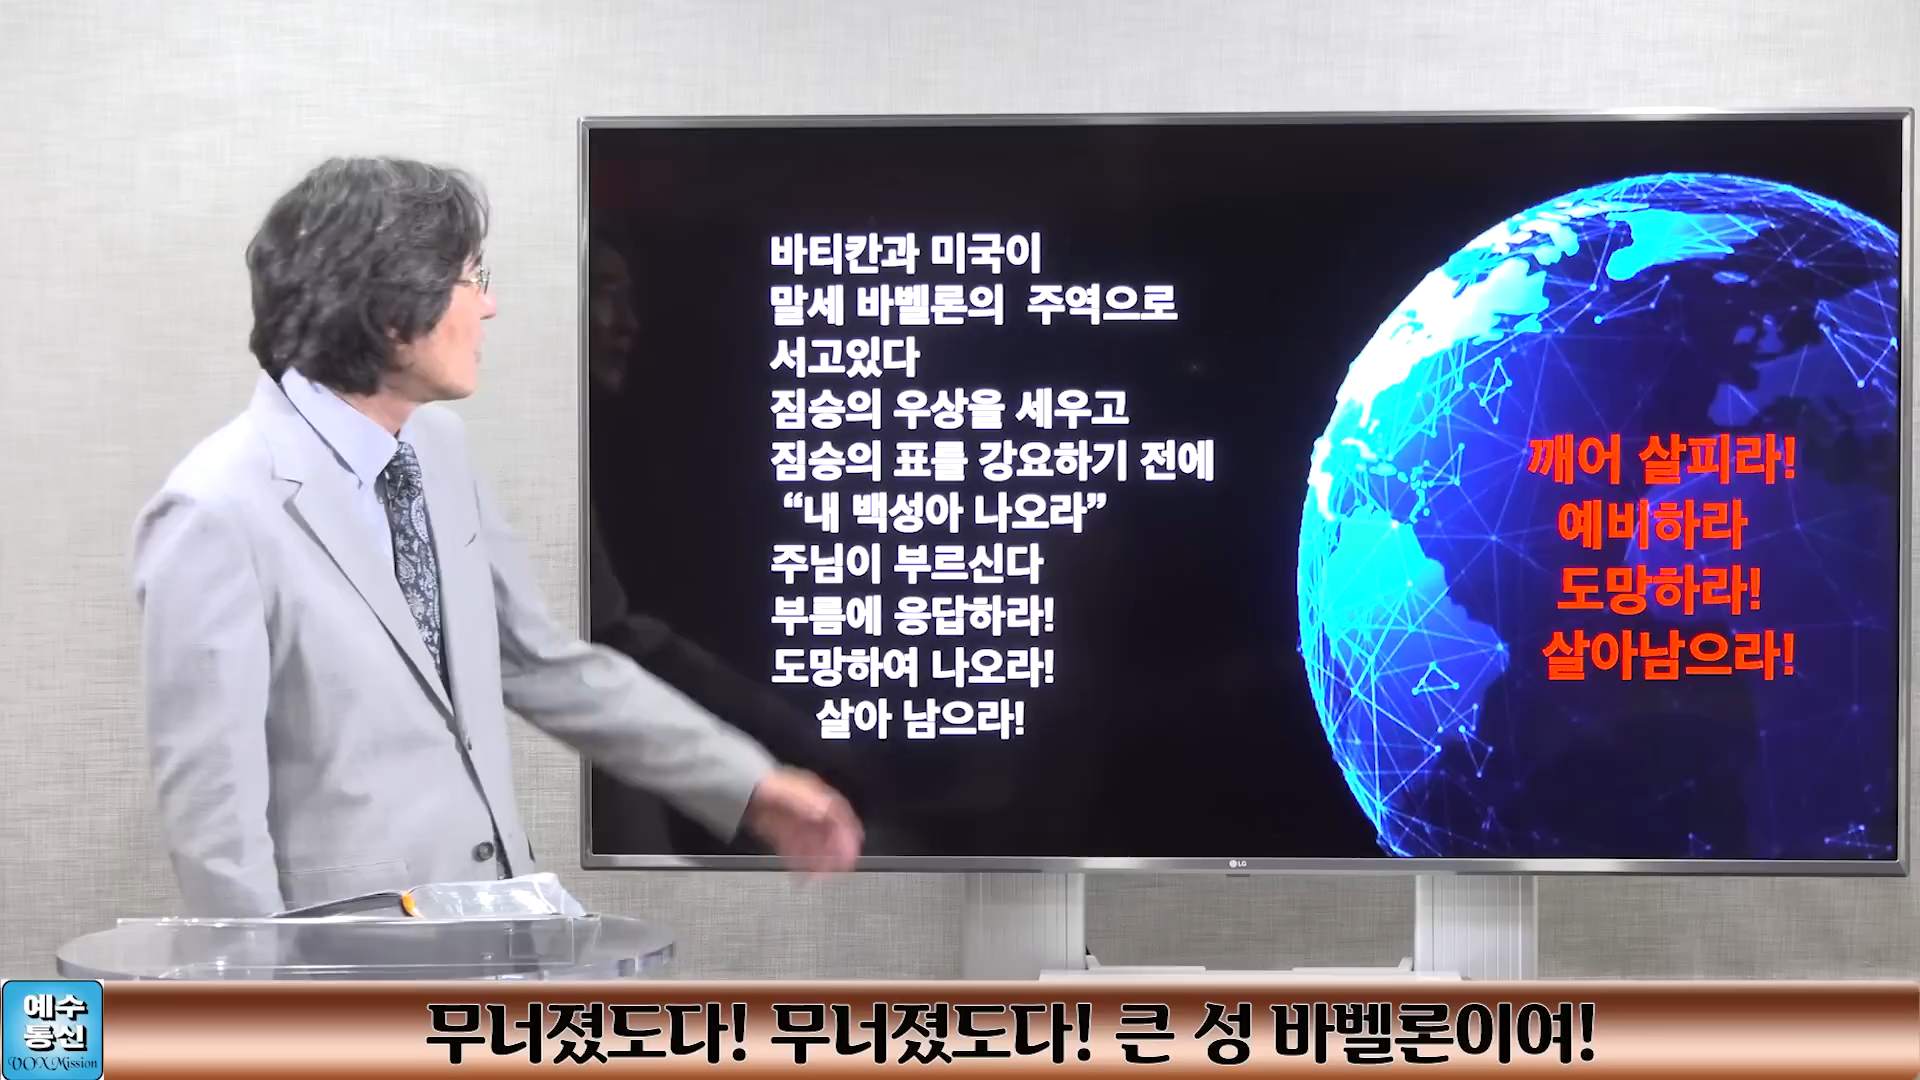 바티칸과 미국이
말세 바벨론의 주역으로
서고있다
짐승의 우상을 세우고
짐승의 표를 강요하기 전에
“내 백성아 나오라”
주님이 부르신다
부름에 응답하라!
도망하여 나오라!
살아 남으라!
깨어 살피라!
예비하라
도망하라!
살아남으라!
LG
예수
통신
VOX Mission
무너졌도다! 무너졌도다! 큰 성 바벨론이여!